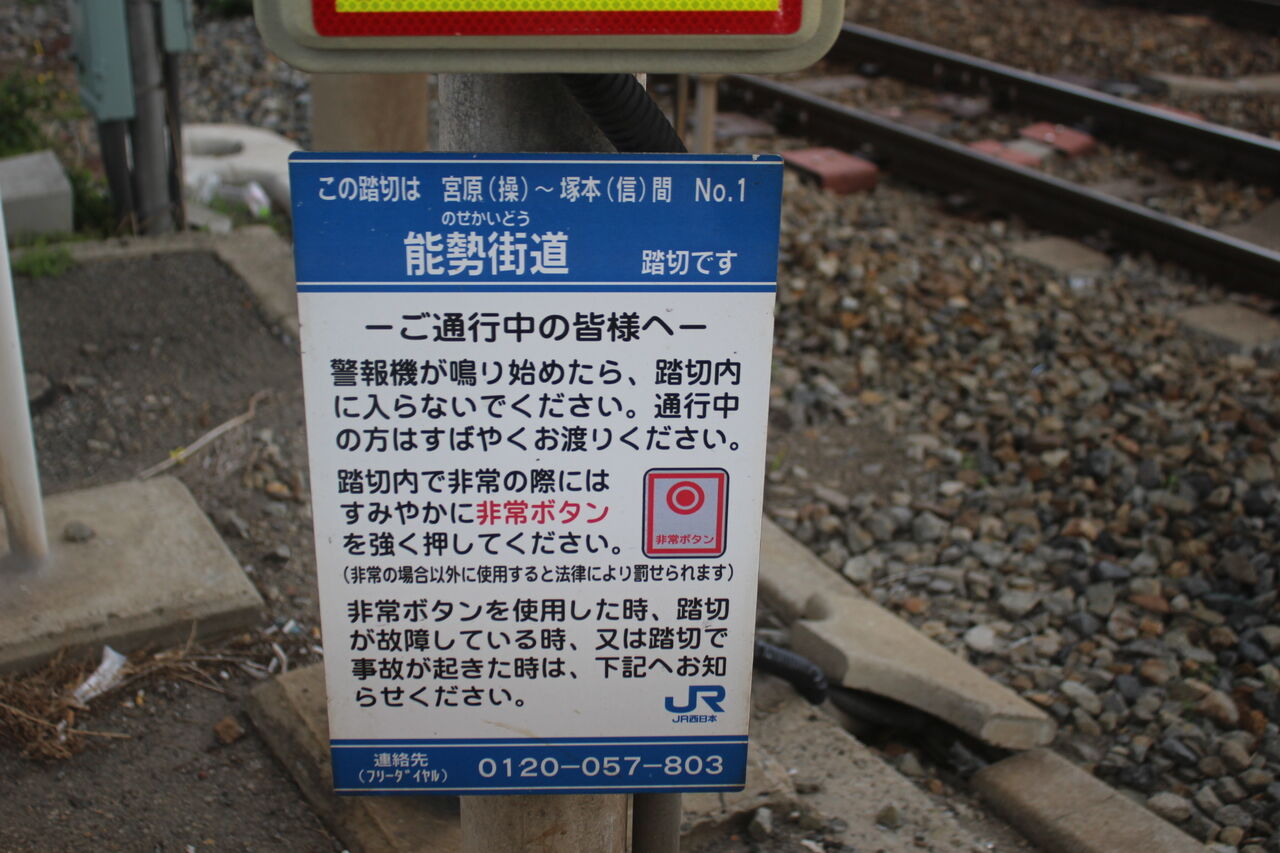 この踏切は 宮原(操)～塚本(信)間 No.1
のせかいどう
能勢街道 踏切です
ーご通行中の皆様へー
警報機が鳴り始めたら、踏切内
に入らないでください。通行中
の方はすばやくお渡りください。
踏切内で非常の際には
すみやかに非常ボタン
を強く押してください。
非常ボタン
(非常の場合以外に使用すると法律により罰せられます)
非常ボタンを使用した時、踏切
が故障している時、又は踏切で
事故が起きた時は、下記へお知
らせください。
JR
JR西日本
連絡先
(フリーダイヤル) 0120-057-803